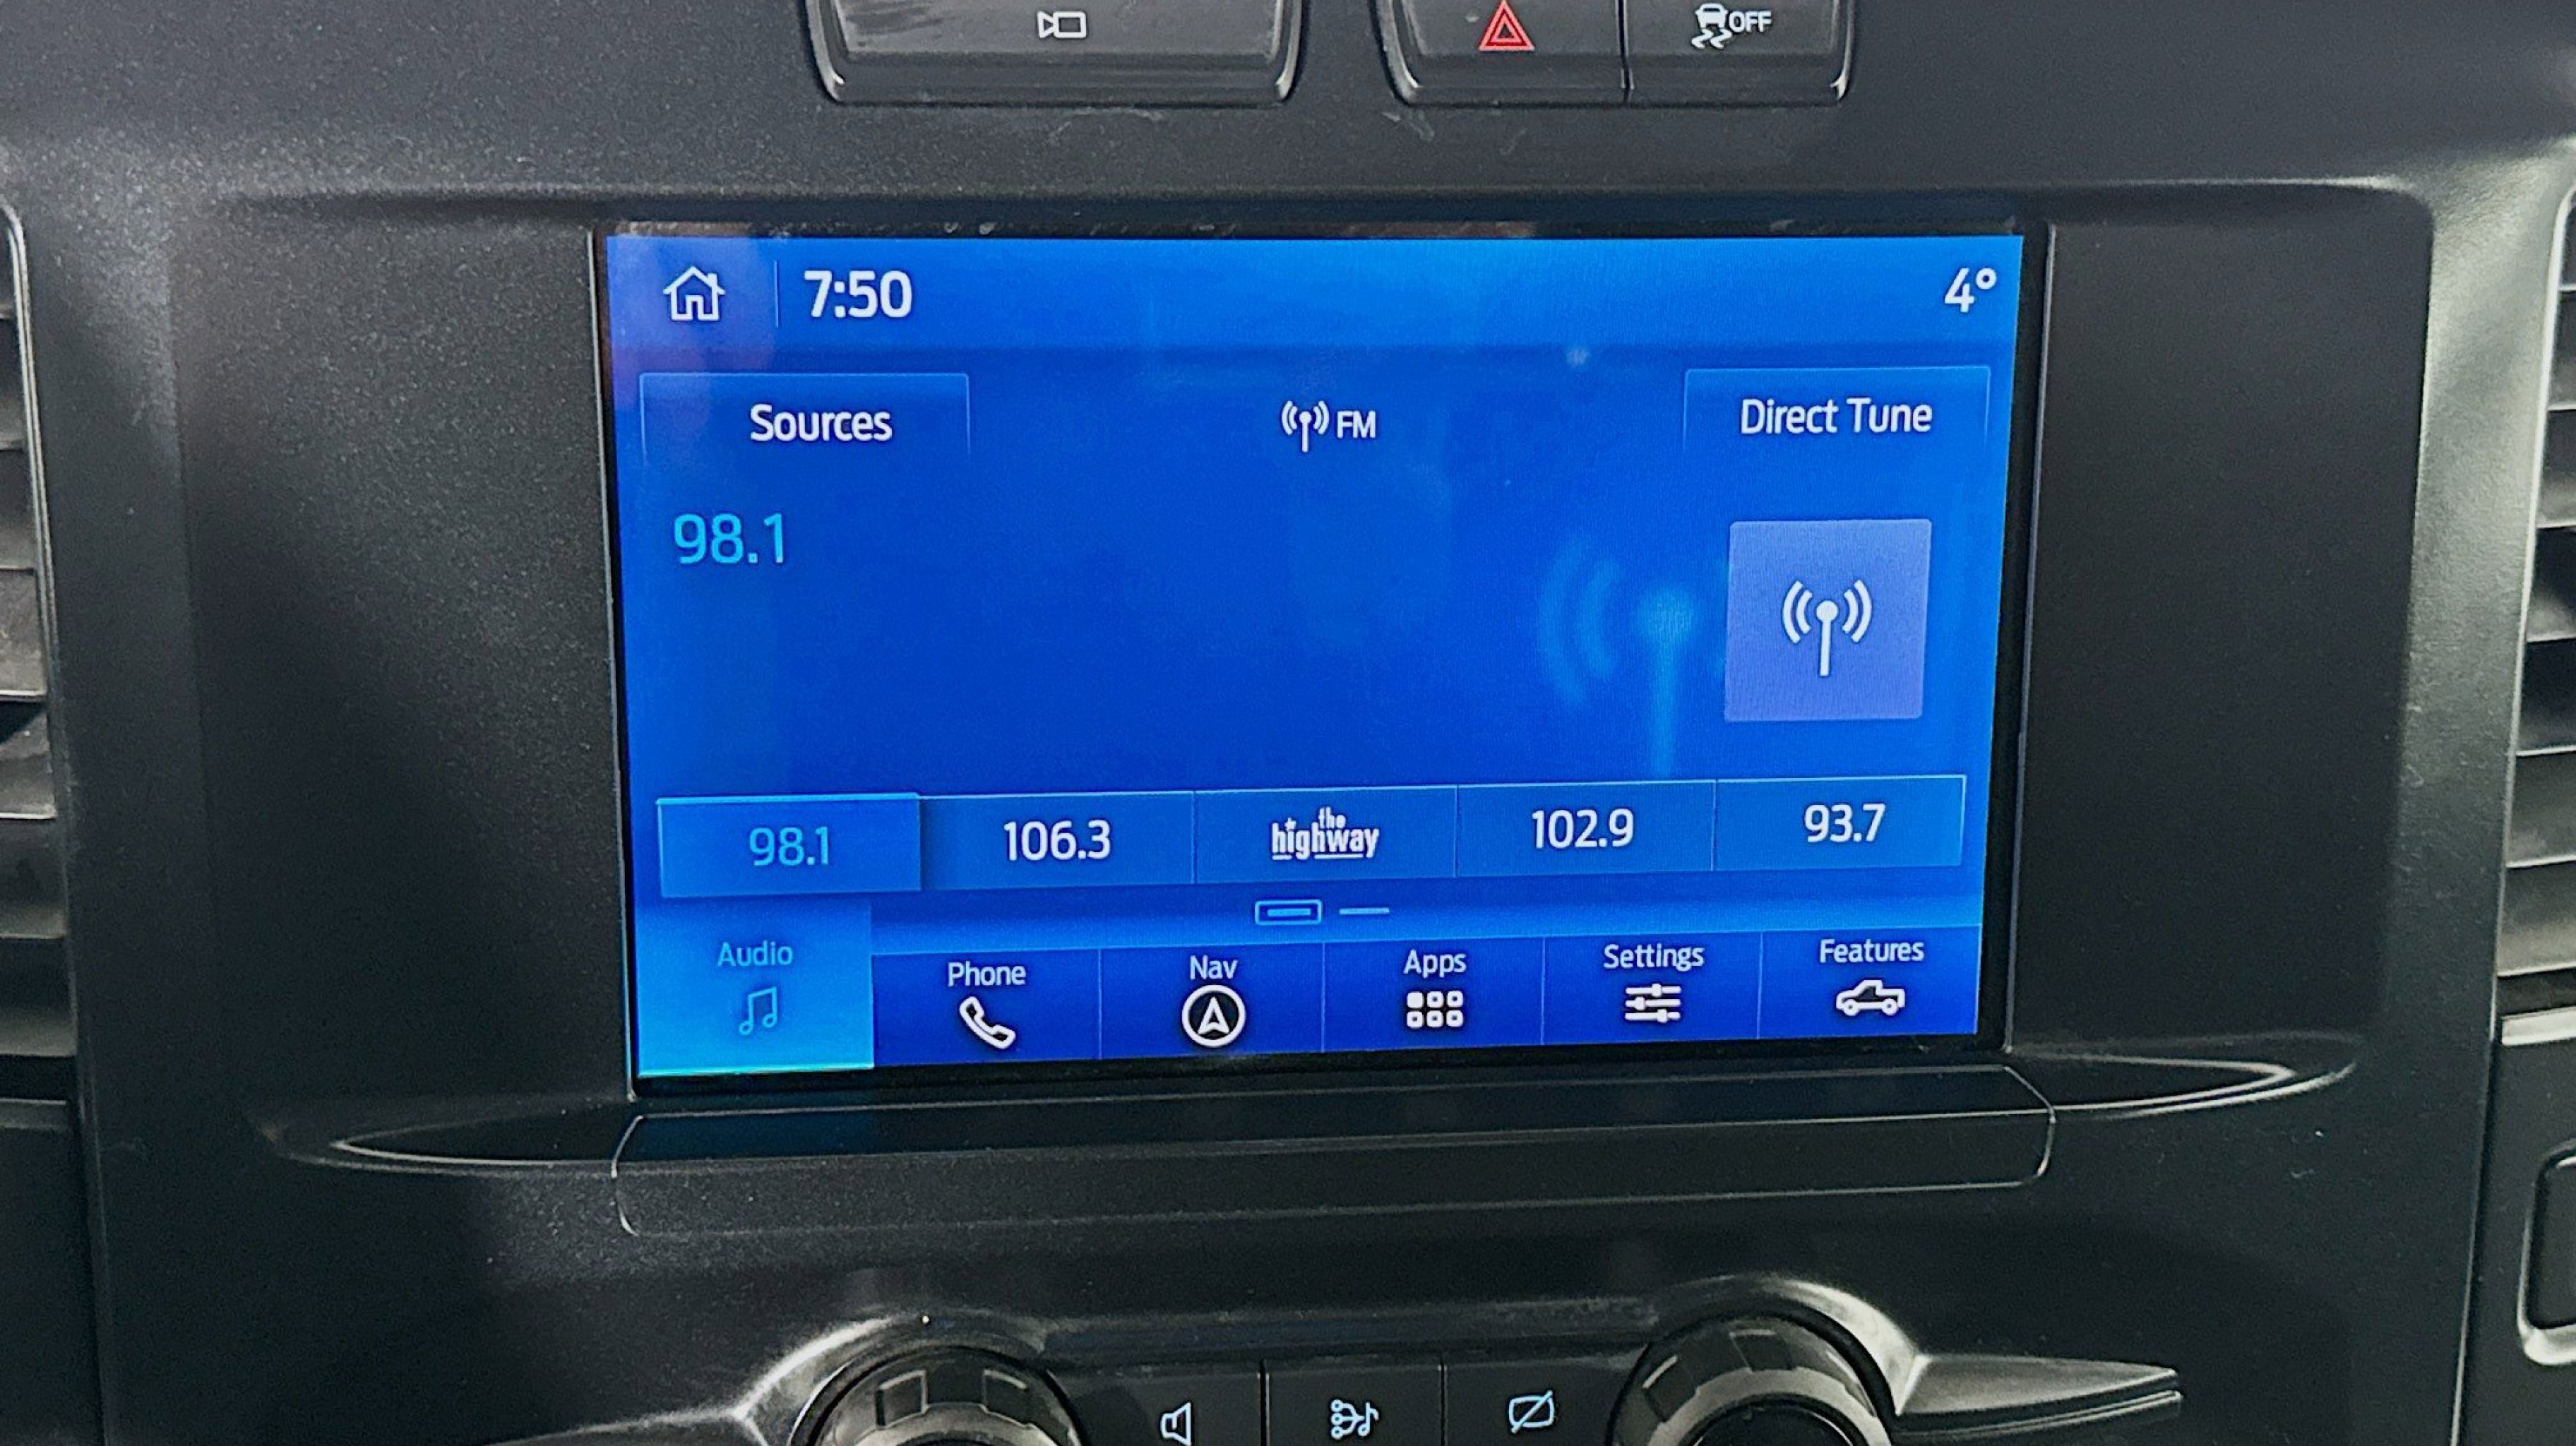 OFF
7:50
4°
Sources
FM
Direct Tune
98.1
98.1
106.3
the highway
102.9
93.7
Audio
Phone
Nav
Apps
Settings
Features